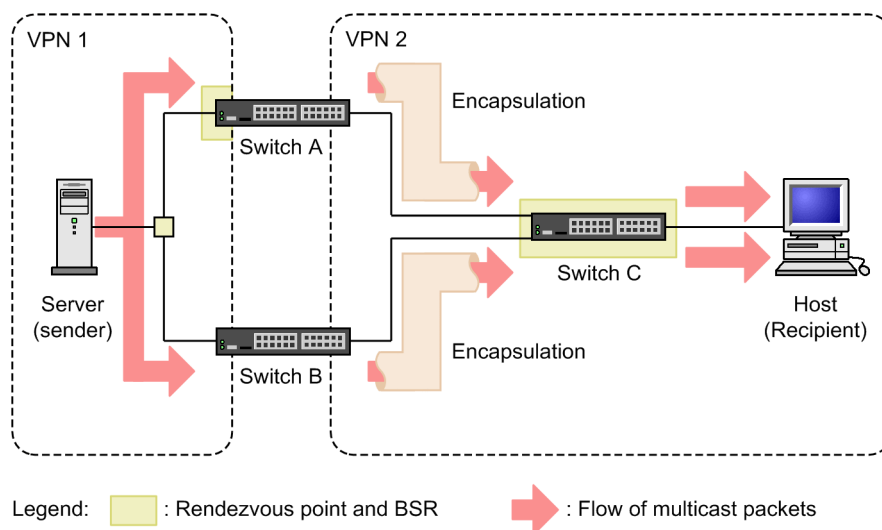 VPN 1
VPN 2
Encapsulation
Switch A
Switch C
Server
(sender)
Host
(Recipient)
Switch B
Encapsulation
Legend:
: Rendezvous point and BSR
: Flow of multicast packets